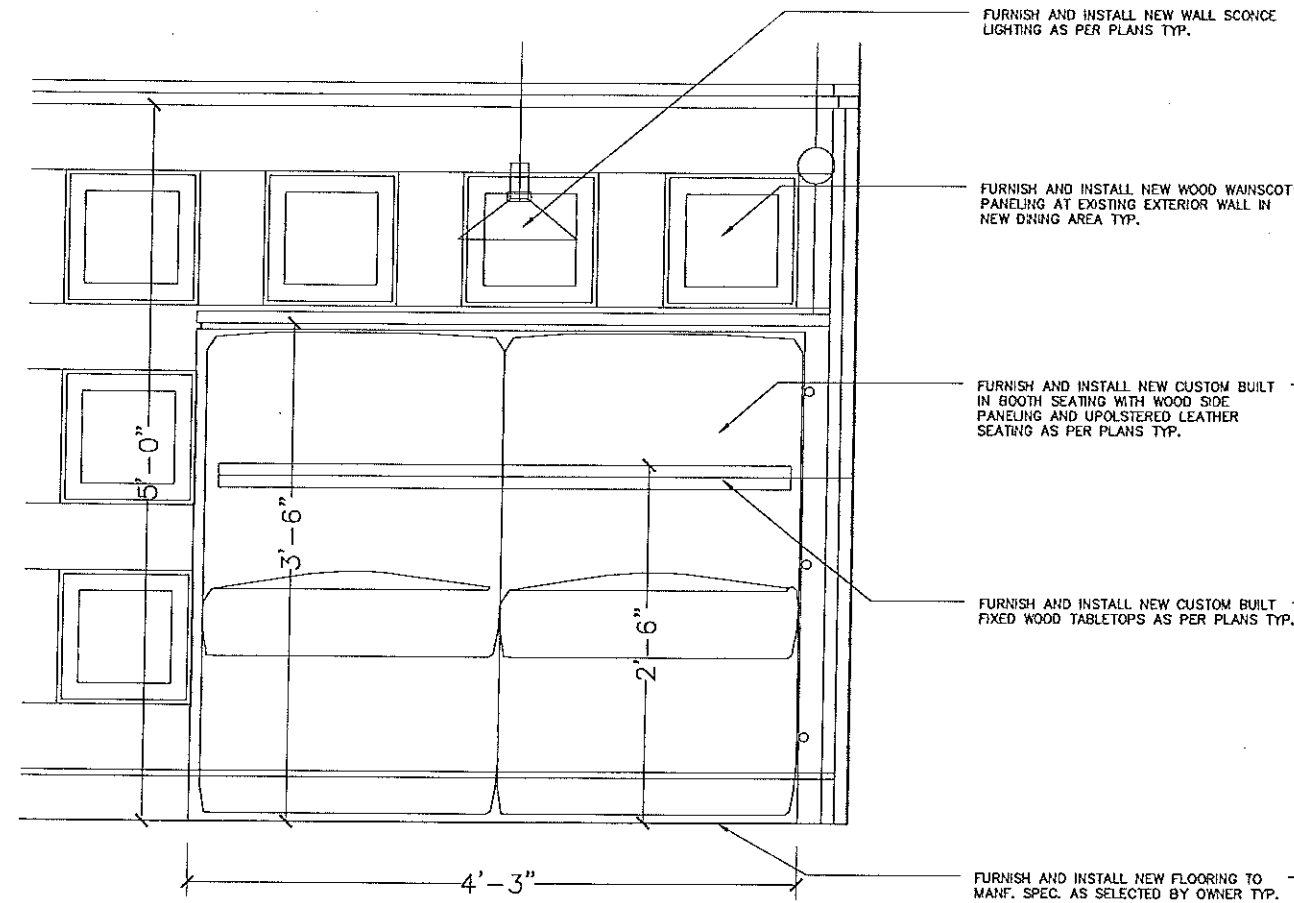 FURNISH AND INSTALL NEW WALL SCONCE
LIGHTING AS PER PLANS TYP.
FURNISH AND INSTALL NEW WOOD WAINSCOT
PANELING AT EXISTING EXTERIOR WALL IN
NEW DINING AREA TYP.
FURNISH AND INSTALL NEW CUSTOM BUILT
IN BOOTH SEATING WITH WOOD SIDE
PANELING AND UPOLSTERED LEATHER
SEATING AS PER PLANS TYP.
5'-0"
3'-6"
2'-6"
FURNISH AND INSTALL NEW CUSTOM BUILT
FIXED WOOD TABLETOPS AS PER PLANS TYP.
4'-3"
FURNISH AND INSTALL NEW FLOORING TO
MANF. SPEC. AS SELECTED BY OWNER TYP.